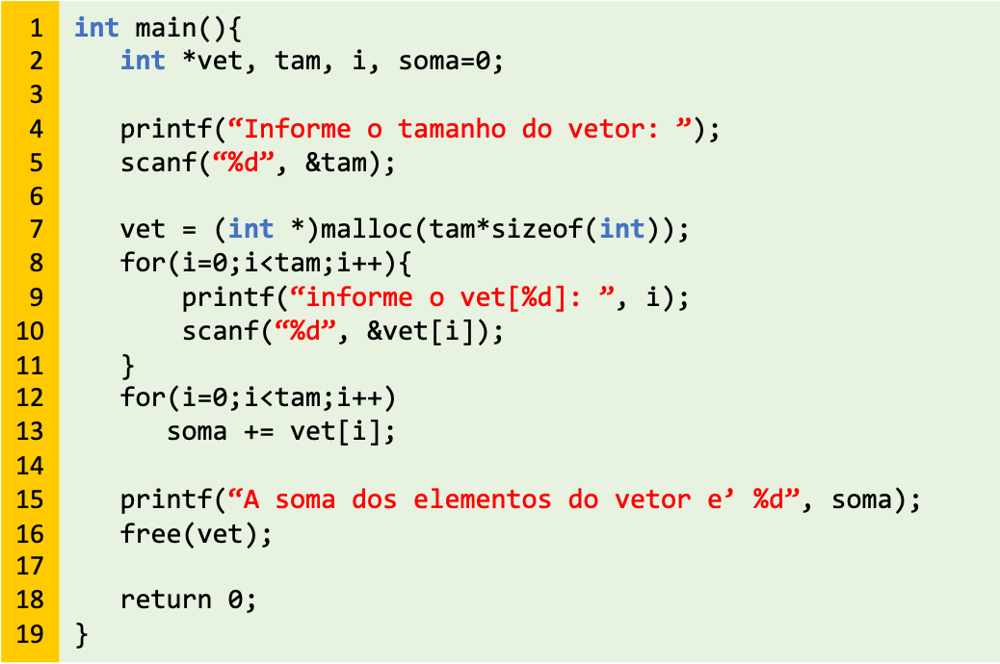 1 int main(){
2 int *vet, tam, i, soma=0;
3
4 printf(“Informe o tamanho do vetor: ”);
5 scanf(“%d”, &tam);
6
7 vet = (int *)malloc(tam*sizeof(int));
8 for(i=0;i<tam;i++){
9 printf(“informe o vet[%d]: ”, i);
10 scanf(“%d”, &vet[i]);
11 }
12 for(i=0;i<tam;i++)
13 soma += vet[i];
14
15 printf(“A soma dos elementos do vetor e’ %d”, soma);
16 free(vet);
17
18 return 0;
19 }